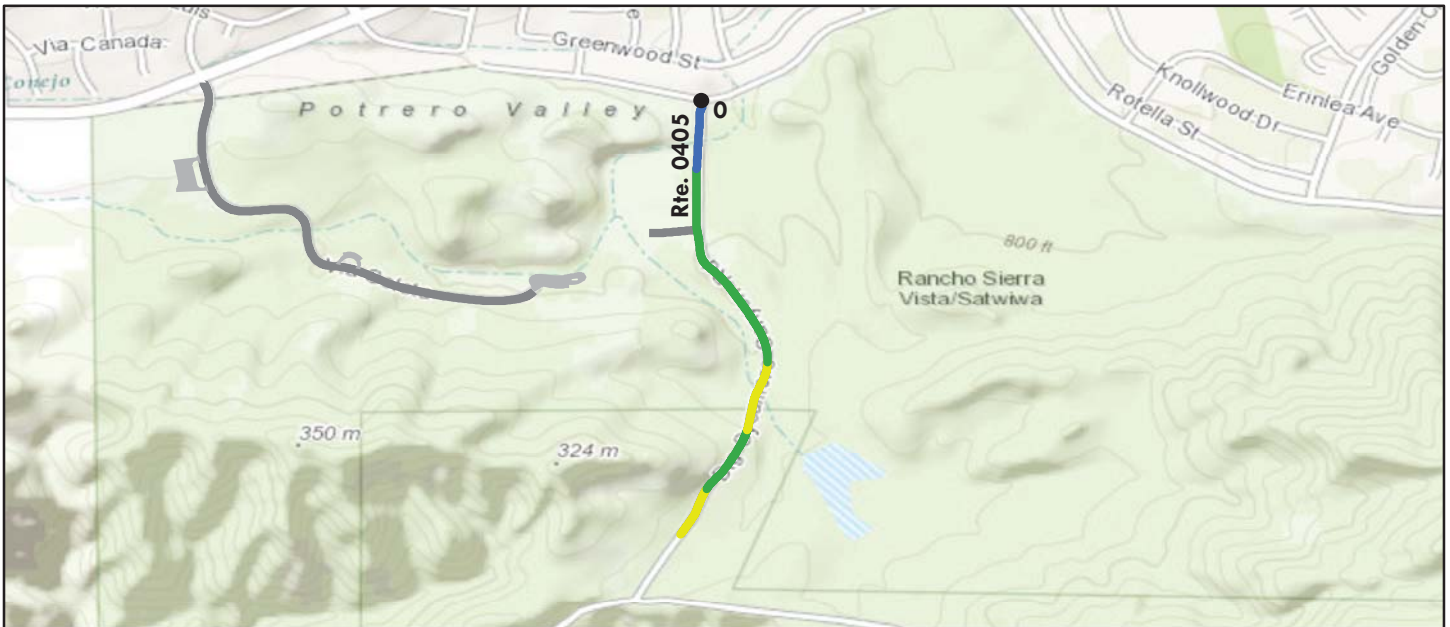 Via Canada
Greenwood St
Conejo
Potrero Valley
0
Rte. 0405
Knollwood Dr
Erinlea Ave
Golden C
Rotella St
800 ft
Rancho Sierra
Vista/Satwiwa
350 m
324 m